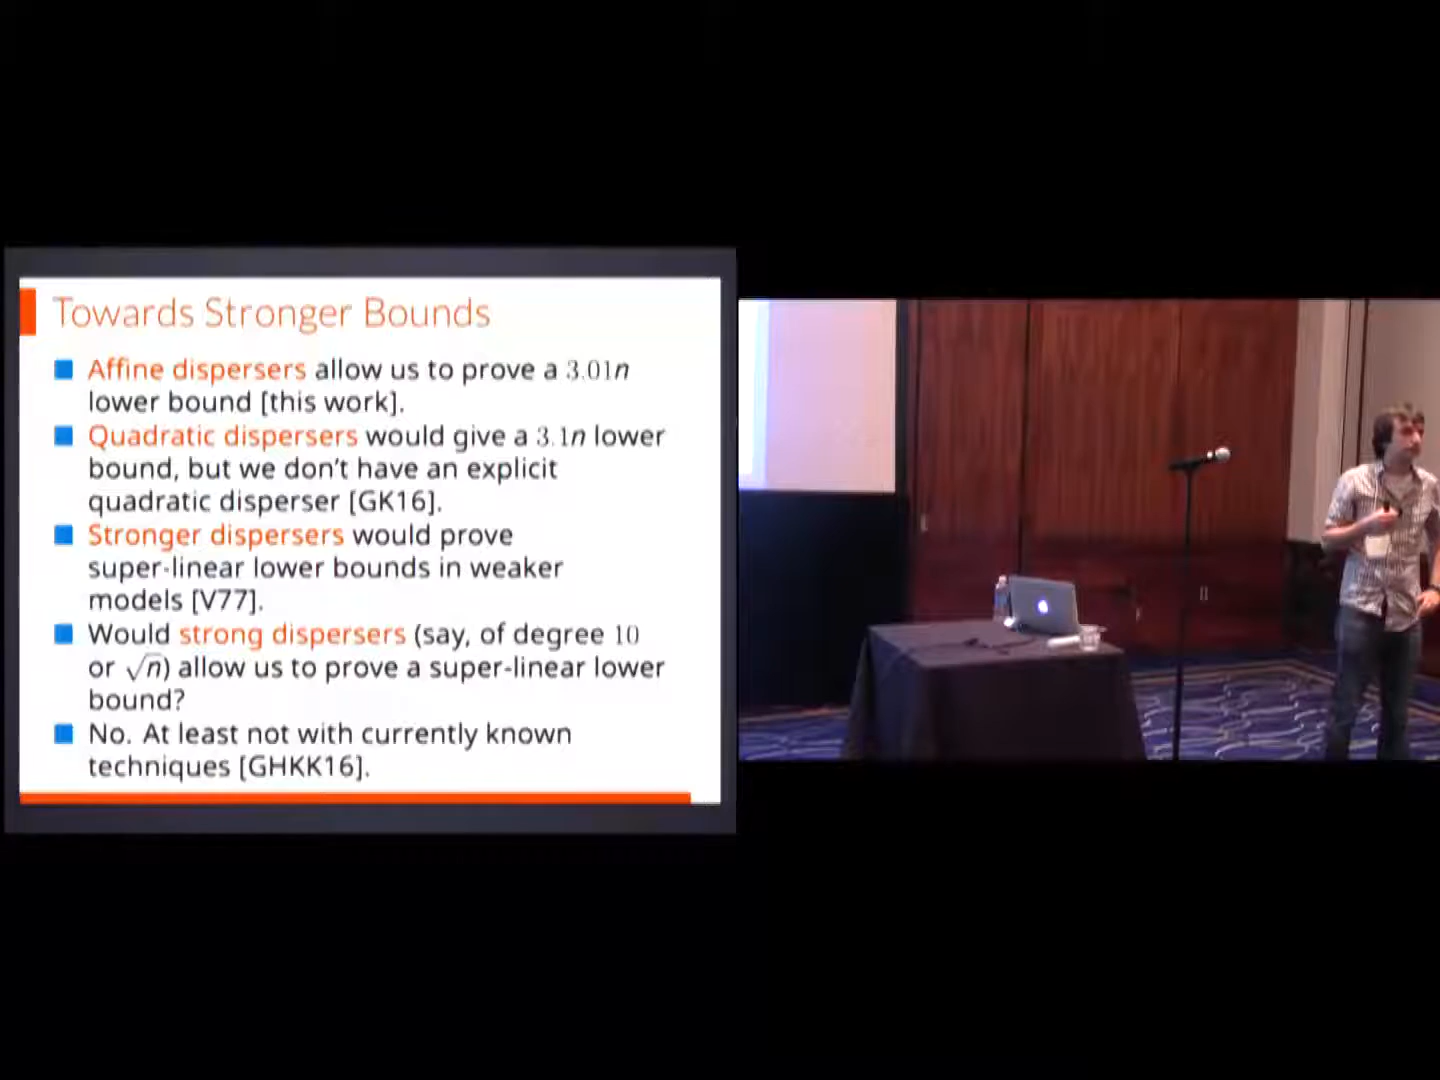 Towards Stronger Bounds
Affine dispersers allow us to prove a 3.01n
lower bound [this work].
Quadratic dispersers would give a 3.1n lower
bound, but we don't have an explicit
quadratic disperser [GK16].
Stronger dispersers would prove
super-linear lower bounds in weaker
models [V77].
Would strong dispersers (say, of degree 10
or √n) allow us to prove a super-linear lower
bound?
No. At least not with currently known
techniques [GHKK16].